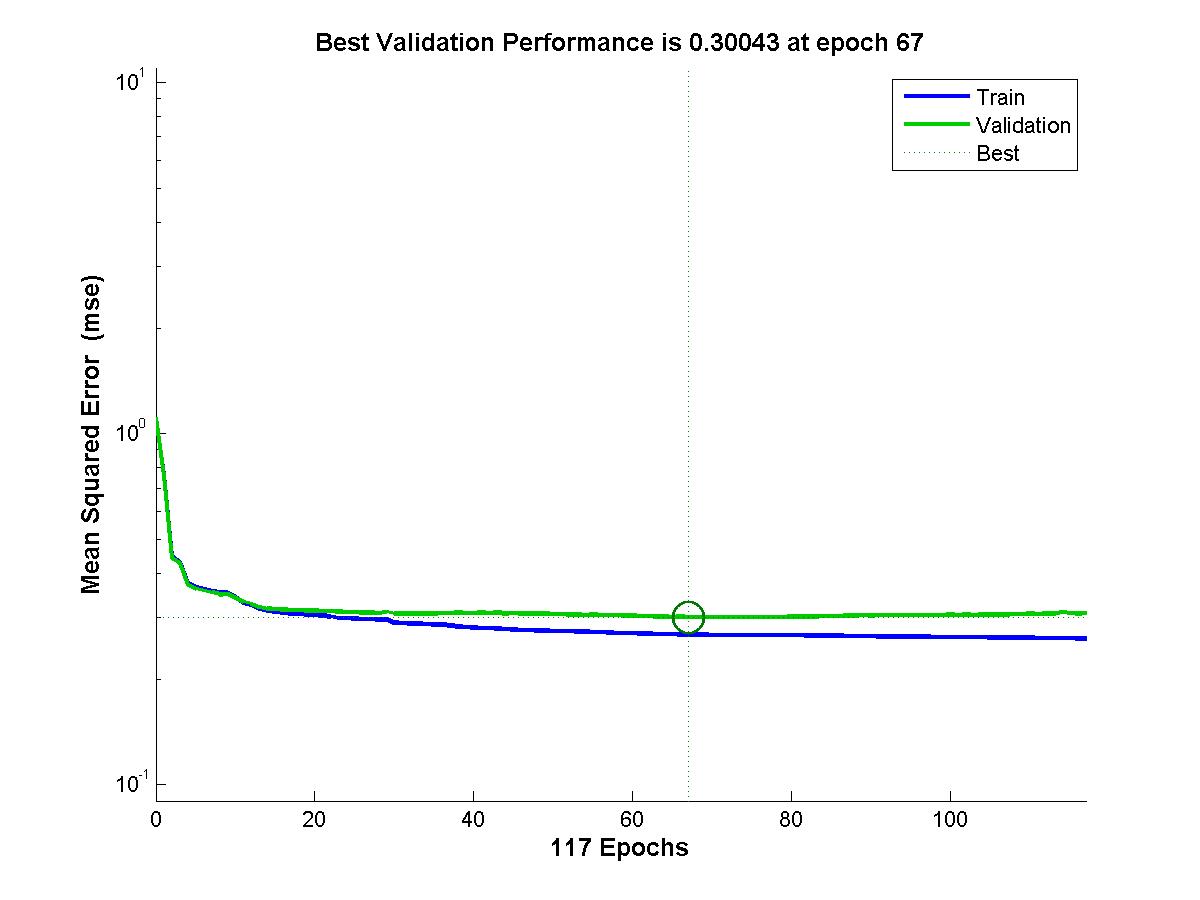 Best Validation Performance is 0.30043 at epoch 67
10^1
Train
Validation
Best
Mean Squared Error (mse)
10^0
10^-1
0 20 40 60 80 100
117 Epochs